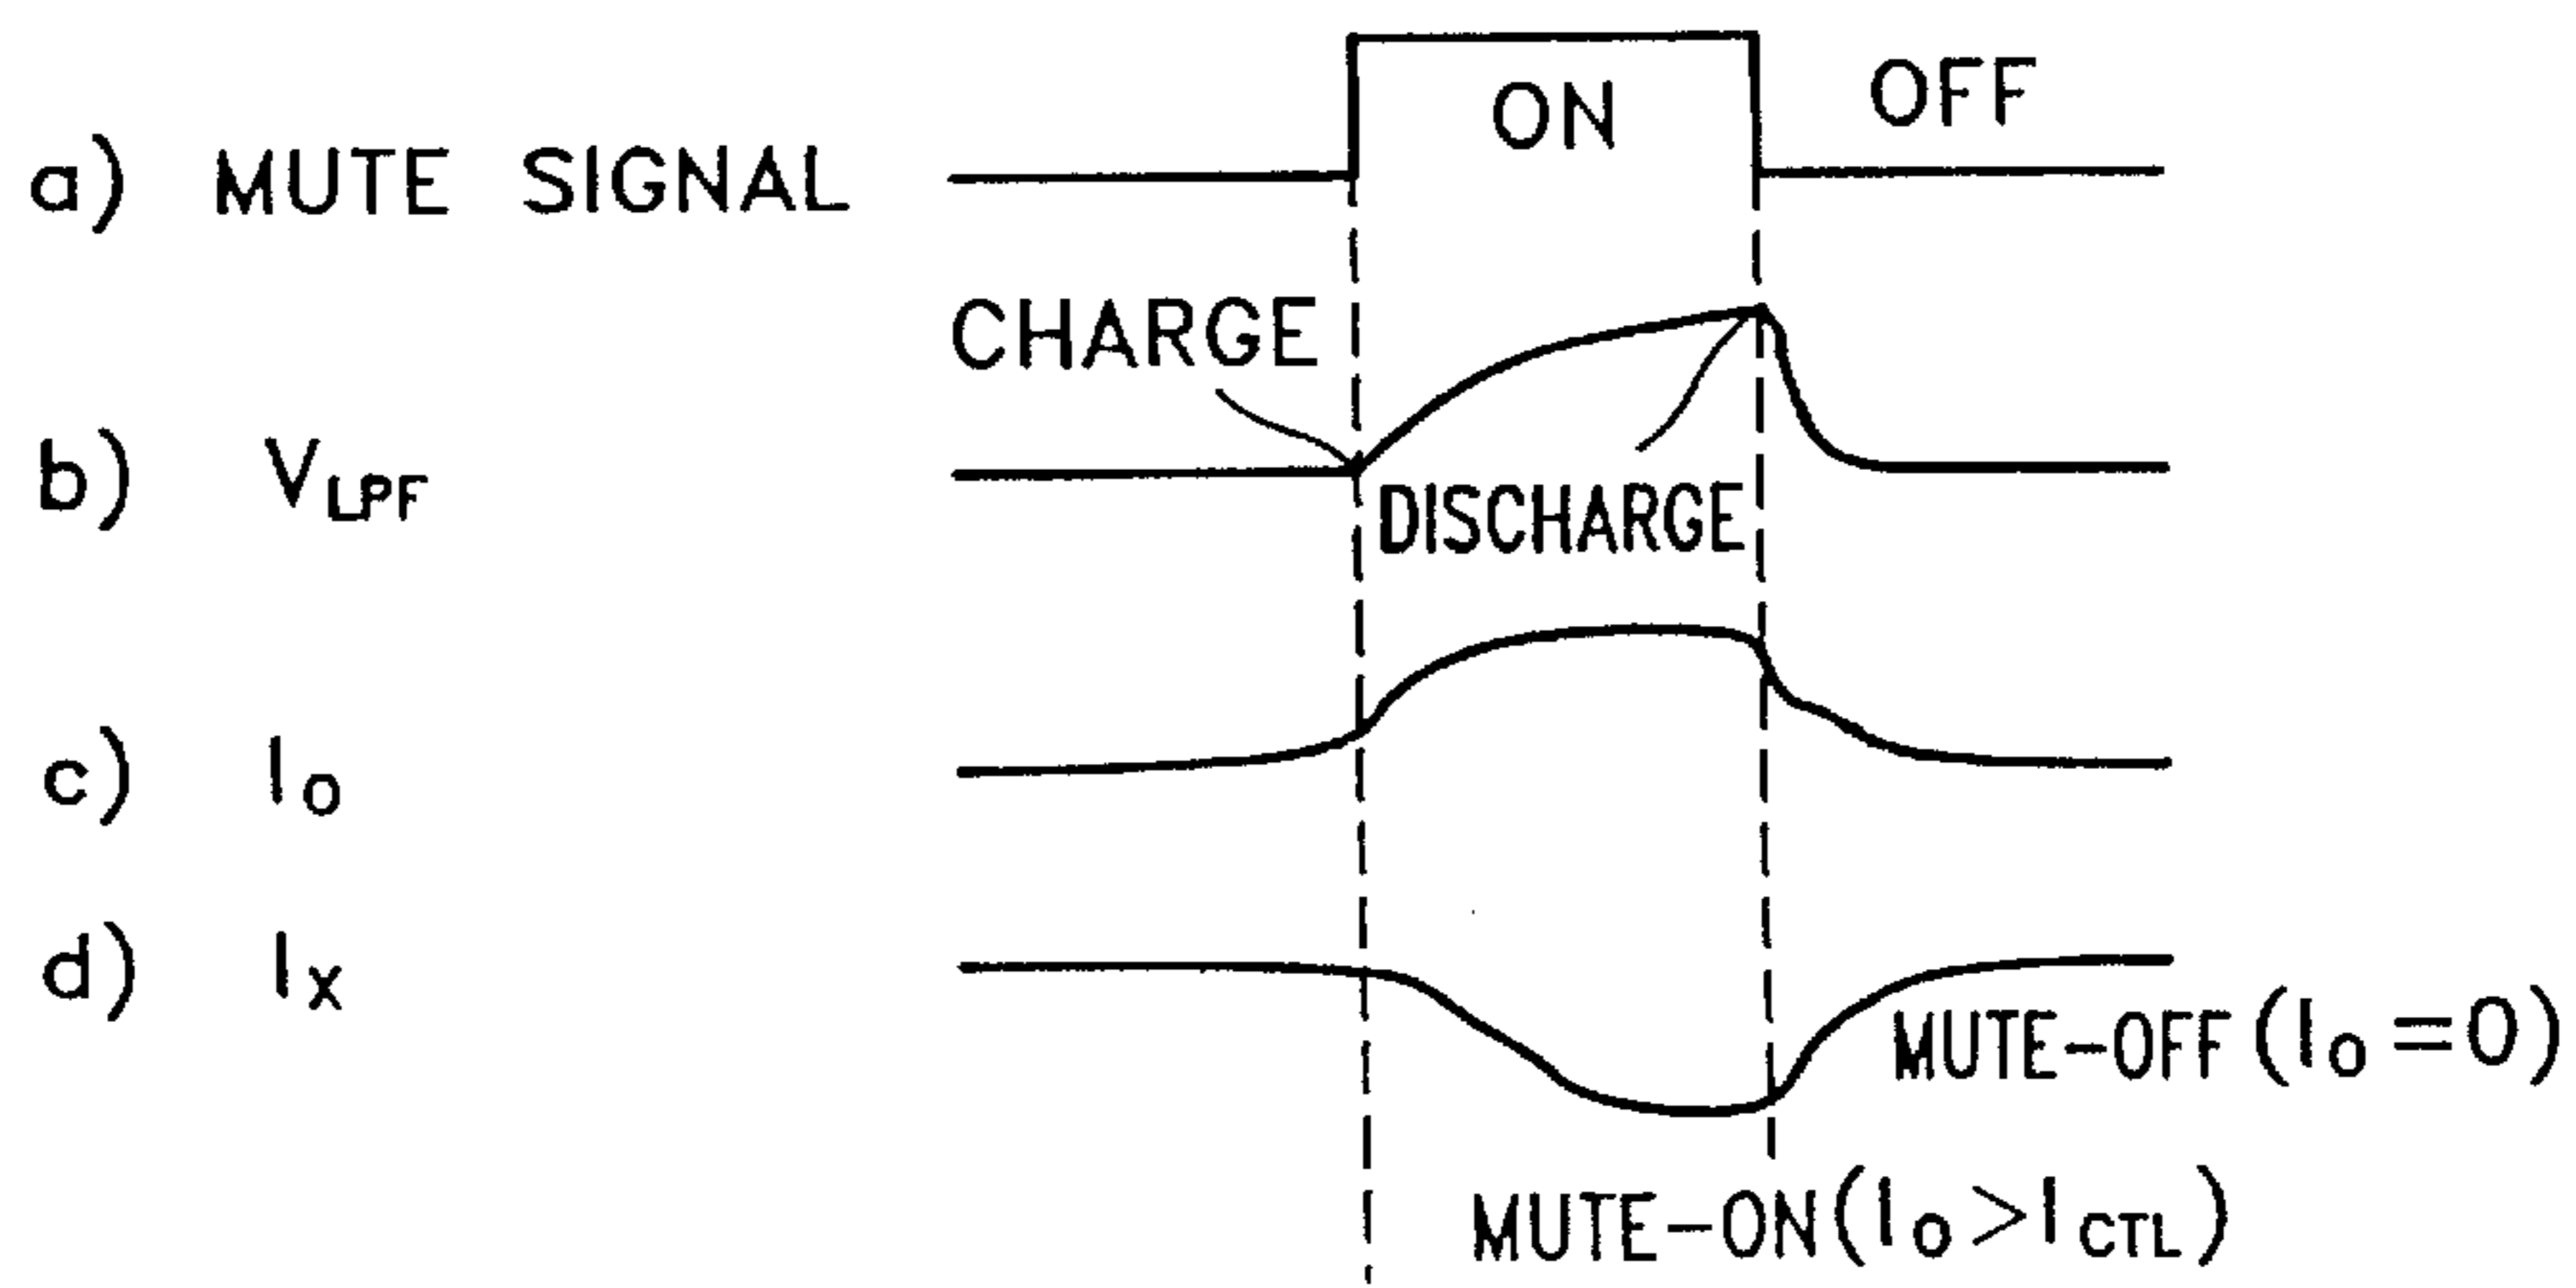 a) MUTE SIGNAL
ON
OFF
CHARGE
b) VLPF
DISCHARGE
c) IO
d) IX
MUTE-OFF (IO=0)
MUTE-ON (IO>ICTL)